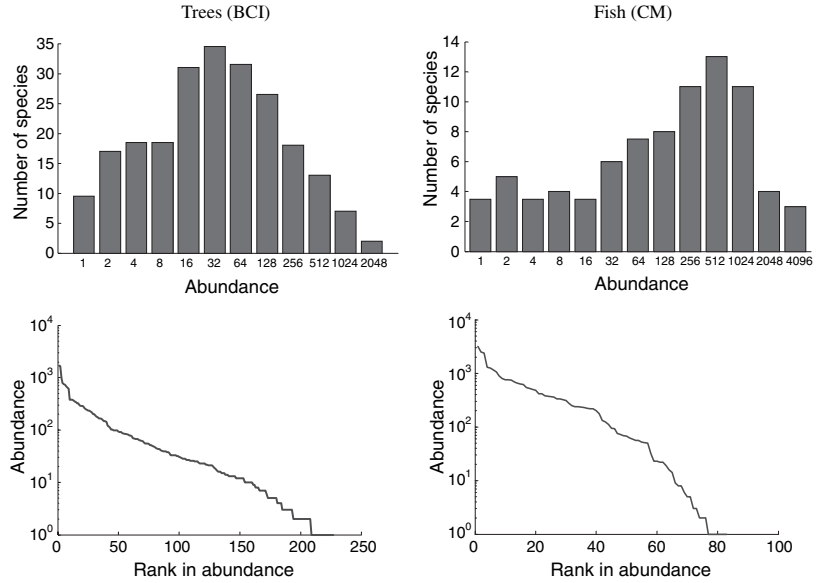 Trees (BCI)
Number of species
35
30
25
20
15
10
5
0
1 2 4 8 16 32 64 128 256 512 1024 2048
Abundance
Fish (CM)
Number of species
14
12
10
8
6
4
2
0
1 2 4 8 16 32 64 128 256 512 1024 2048 4096
Abundance
Abundance
10^4
10^3
10^2
10^1
10^0
0 50 100 150 200 250
Rank in abundance
Abundance
10^4
10^3
10^2
10^1
10^0
0 20 40 60 80 100
Rank in abundance